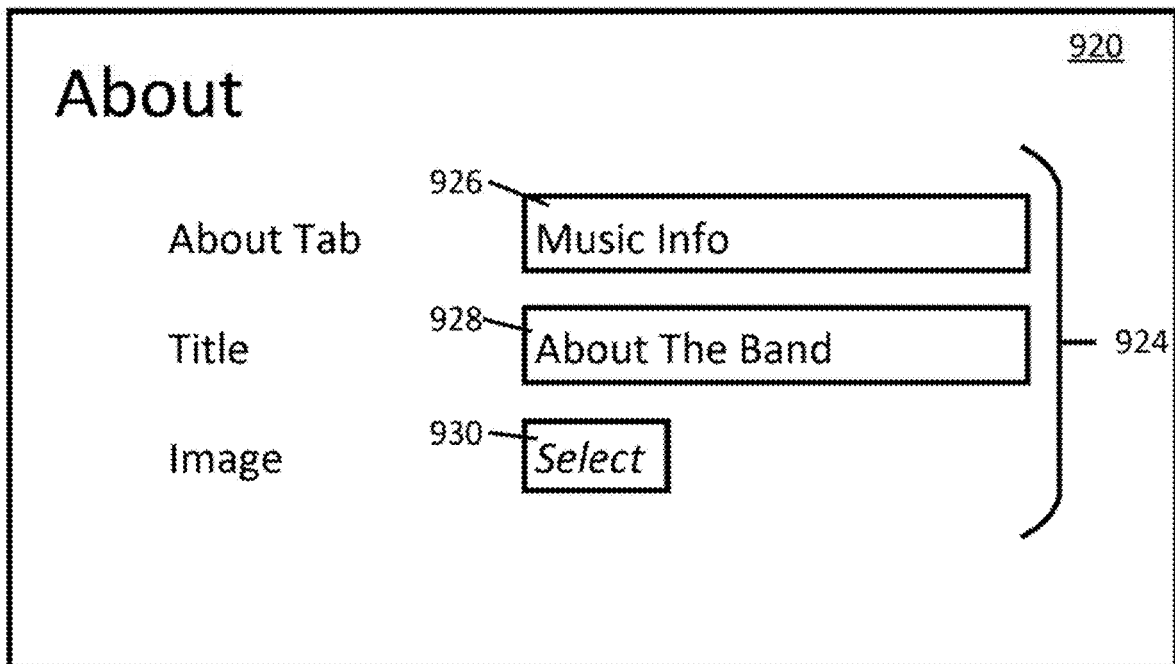 920
About
926
About Tab Music Info
928
Title About The Band
924
930
Image Select